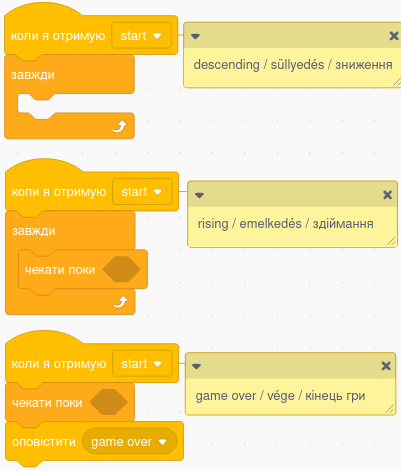 коли я отримую start
descending / süllyedés / зниження
завжди
коли я отримую start
rising / emelkedés / здіймання
завжди
чекати поки
коли я отримую start
game over / vége / кінець гри
чекати поки
оповістити game over